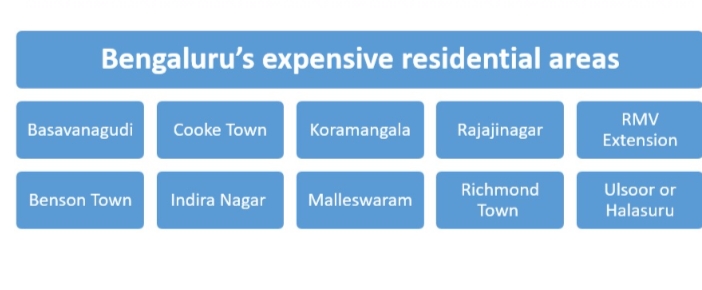 Bengaluru’s expensive residential areas
Basavanagudi
Cooke Town
Koramangala
Rajajinagar
RMV
Extension
Benson Town
Indira Nagar
Malleswaram
Richmond
Town
Ulsoor or
Halasuru